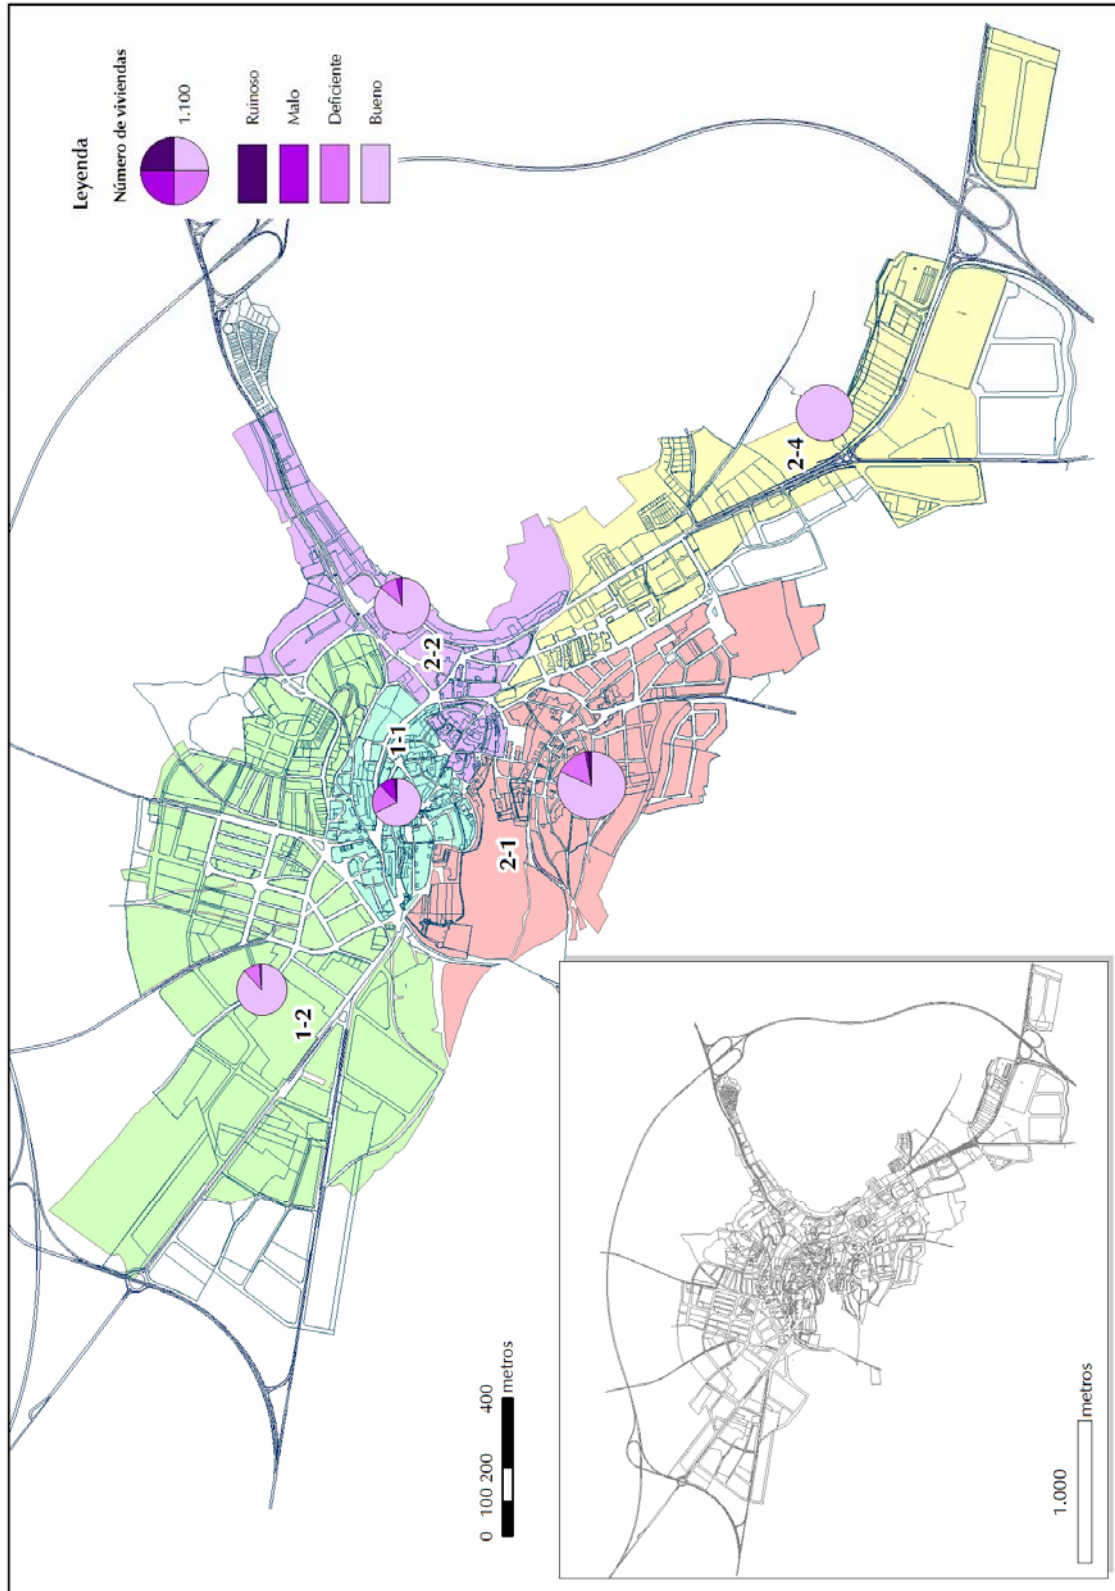 Leyenda
Número de viviendas
1.100
Ruinoso
Malo
Deficiente
Bueno
1-2
1-1
2-2
2-1
2-4
0 100 200 400
metros
1.000
metros